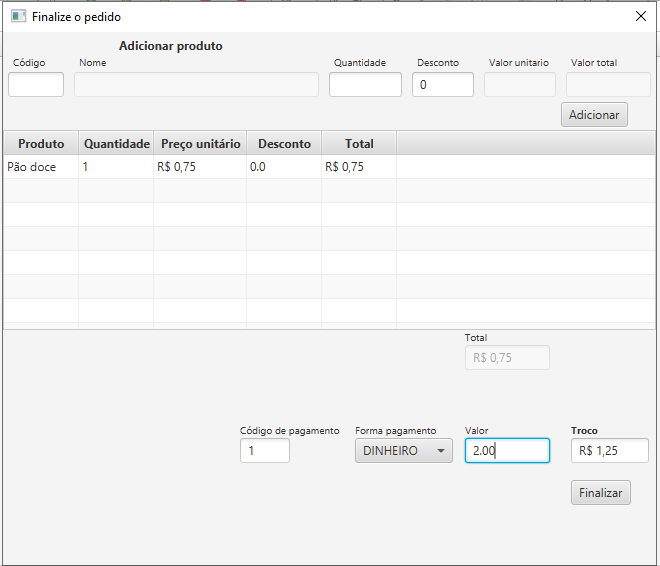 Finalize o pedido
Adicionar produto
Código Nome Quantidade Desconto Valor unitario Valor total
0
Adicionar
Produto Quantidade Preço unitário Desconto Total
Pão doce 1 R$ 0,75 0.0 R$ 0,75
Total
R$ 0,75
Código de pagamento Forma pagamento Valor Troco
1 DINHEIRO 2.00 R$ 1,25
Finalizar